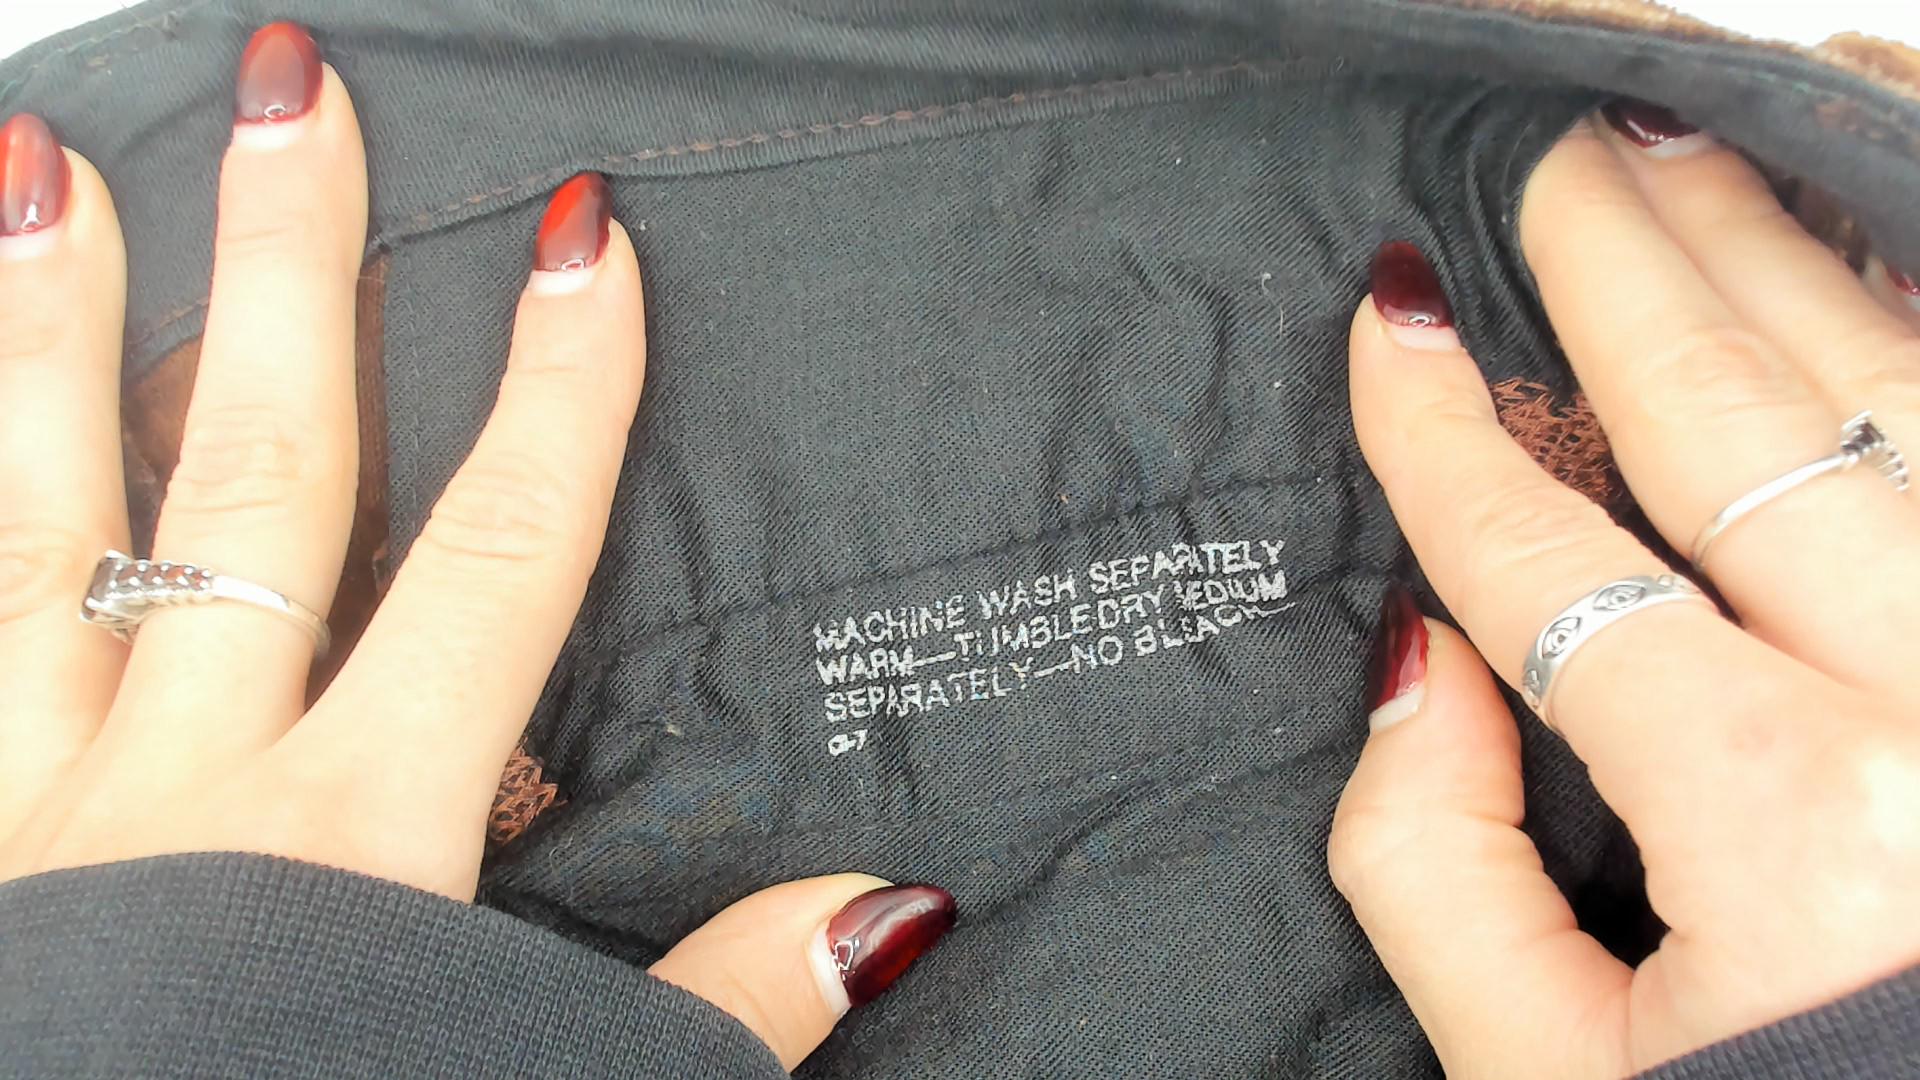 MACHINE WASH SEPARATELY
WARM—TUMBLE DRY MEDIUM
SEPARATELY—NO BLEACH